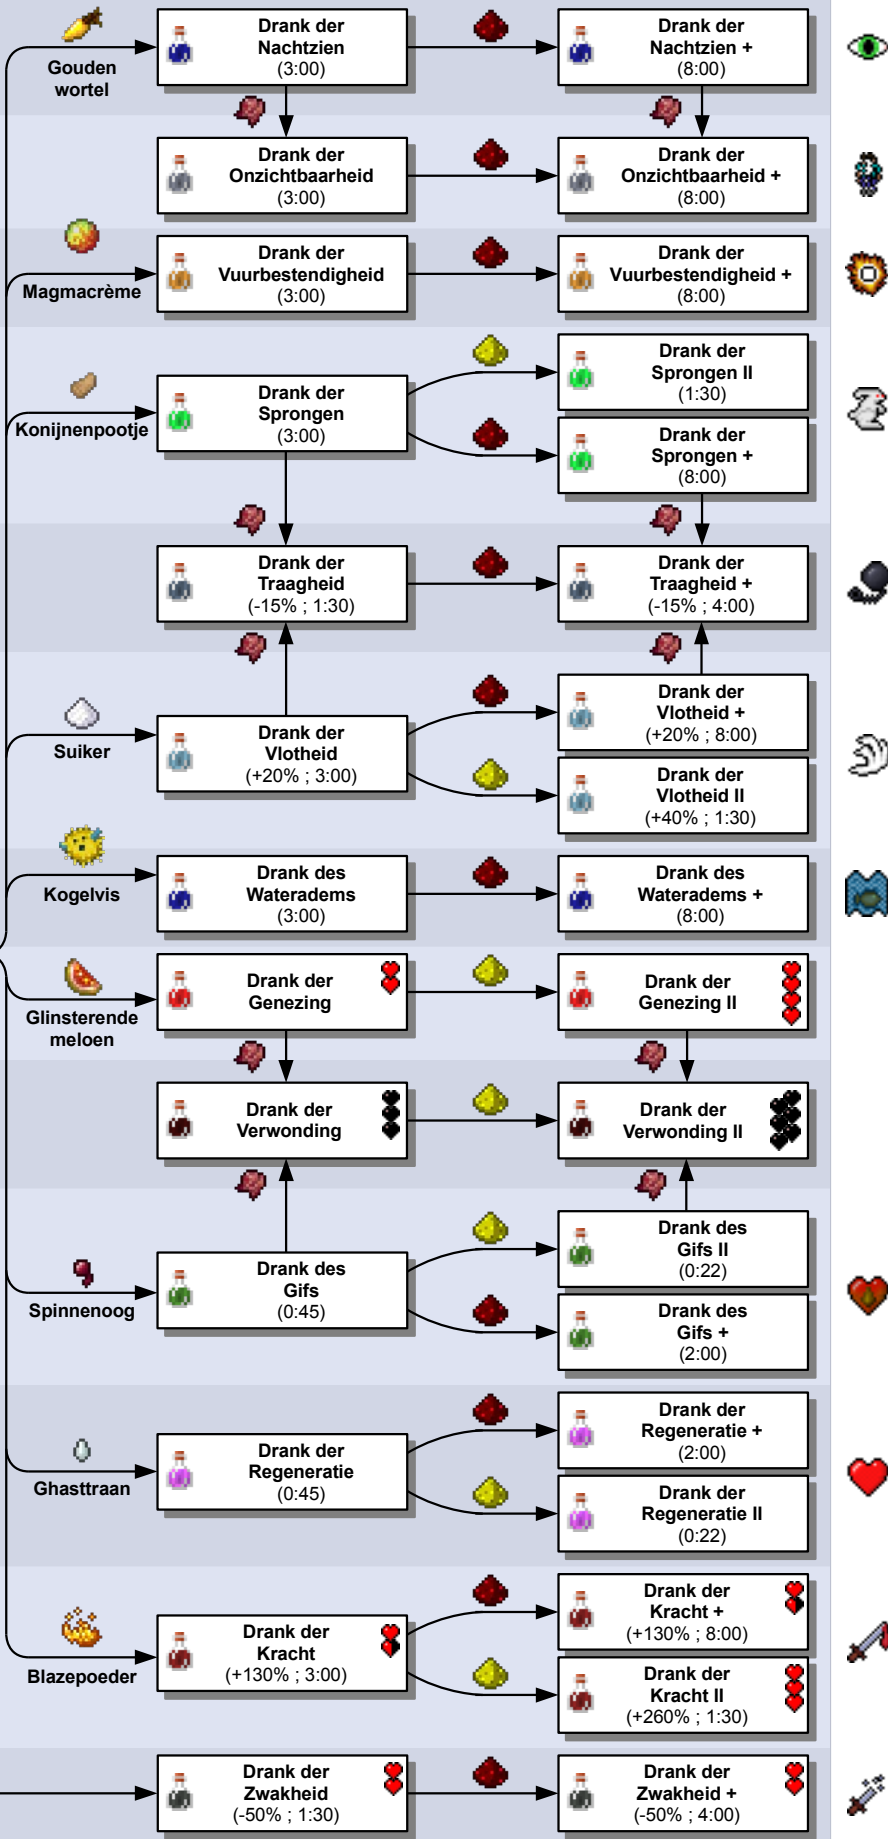 Gouden
wortel
Drank der
Nachtzien
(3:00)
Drank der
Nachtzien +
(8:00)
Drank der
Onzichtbaarheid
(3:00)
Drank der
Onzichtbaarheid +
(8:00)
Magmacrème
Drank der
Vuurbestendigheid
(3:00)
Drank der
Vuurbestendigheid +
(8:00)
Konijnenpootje
Drank der
Sprongen
(3:00)
Drank der
Sprongen II
(1:30)
Drank der
Sprongen +
(8:00)
Drank der
Traagheid
(-15% ; 1:30)
Drank der
Traagheid +
(-15% ; 4:00)
Suiker
Drank der
Vlotheid
(+20% ; 3:00)
Drank der
Vlotheid +
(+20% ; 8:00)
Drank der
Vlotheid II
(+40% ; 1:30)
Kogelvis
Drank des
Wateradems
(3:00)
Drank des
Wateradems +
(8:00)
Glinsterende
meloen
Drank der
Genezing
Drank der
Genezing II
Drank der
Verwonding
Drank der
Verwonding II
Spinnenoog
Drank des
Gifs
(0:45)
Drank des
Gifs II
(0:22)
Drank des
Gifs +
(2:00)
Ghasttraan
Drank der
Regeneratie
(0:45)
Drank der
Regeneratie +
(2:00)
Drank der
Regeneratie II
(0:22)
Blazepoeder
Drank der
Kracht
(+130% ; 3:00)
Drank der
Kracht +
(+130% ; 8:00)
Drank der
Kracht II
(+260% ; 1:30)
Drank der
Zwakheid
(-50% ; 1:30)
Drank der
Zwakheid +
(-50% ; 4:00)